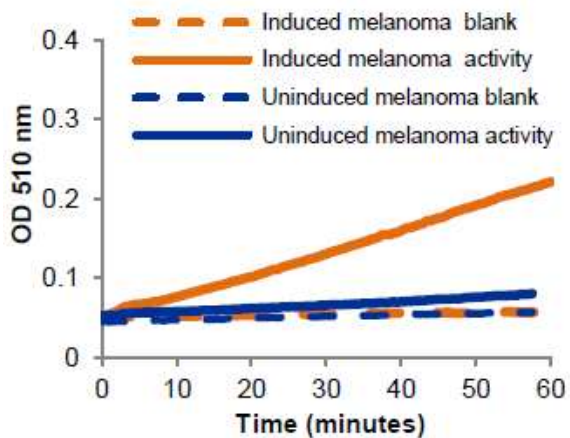 Induced melanoma blank
Induced melanoma activity
Uninduced melanoma blank
Uninduced melanoma activity
OD 510 nm
0.4
0.3
0.2
0.1
0
0 10 20 30 40 50 60
Time (minutes)